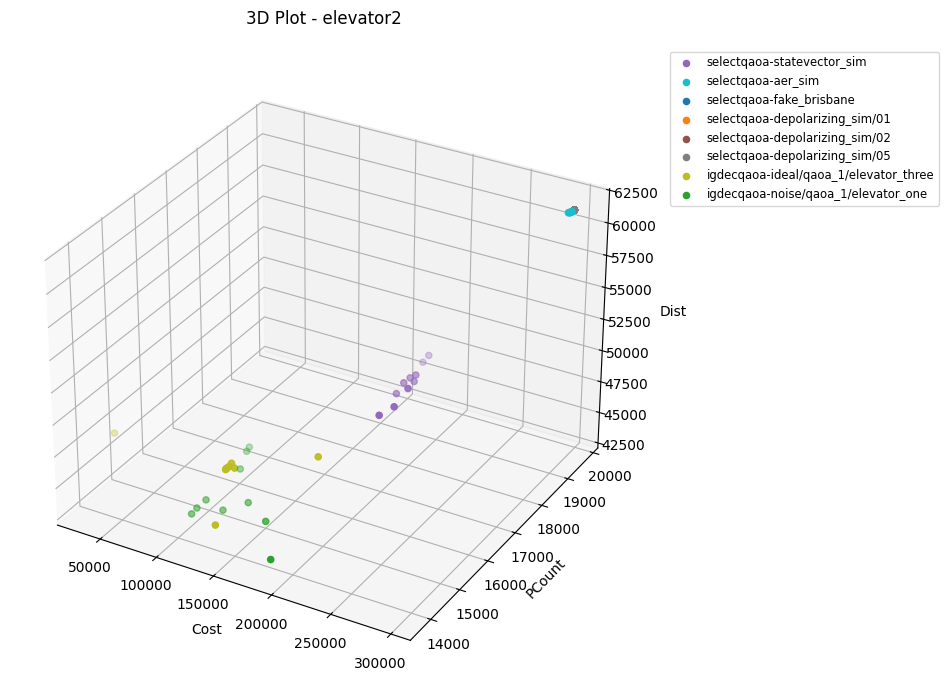 3D Plot - elevator2
selectqaoa-statevector_sim
selectqaoa-aer_sim
selectqaoa-fake_brisbane
selectqaoa-depolarizing_sim/01
selectqaoa-depolarizing_sim/02
selectqaoa-depolarizing_sim/05
igdecqaoa-ideal/qaoa_1/elevator_three
igdecqaoa-noise/qaoa_1/elevator_one
62500
60000
57500
55000
52500
50000
47500
45000
42500
Dist
20000
19000
18000
17000
16000
15000
14000
PCount
50000
100000
150000
200000
250000
300000
Cost